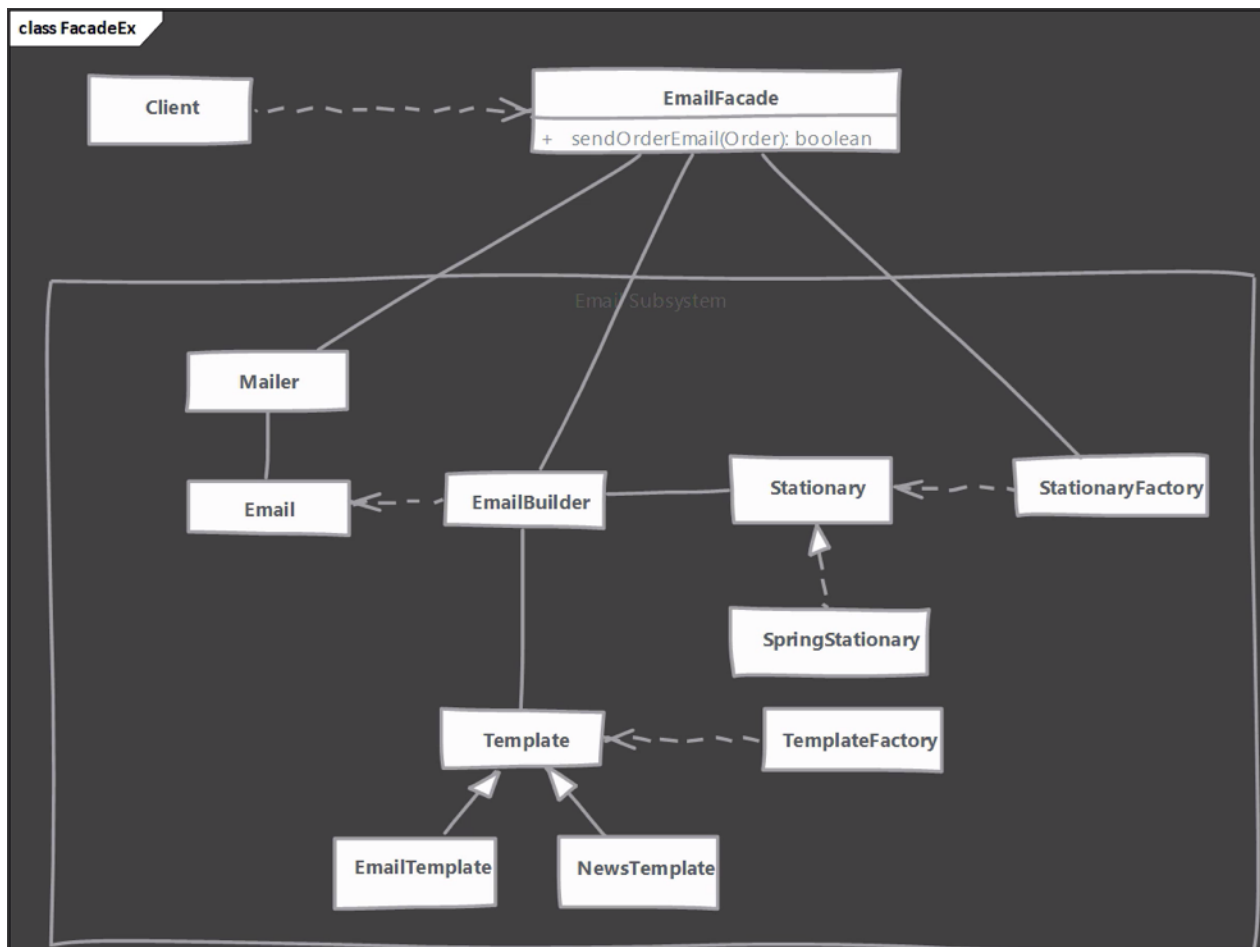 class FacadeEx
Client
EmailFacade
+ sendOrderEmail(Order): boolean
Email Subsystem
Mailer
Email
EmailBuilder
Stationary
StationaryFactory
SpringStationary
Template
TemplateFactory
EmailTemplate
NewsTemplate